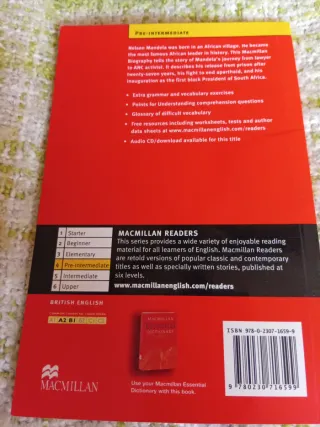 PRE-INTERMEDIATE
Nelson Mandela was born in an African village. He became
the most famous African leader in history. This Macmillan
Biography tells the story of Mandela's journey from lawyer
to ANC activist. It describes his release from prison after
twenty-seven years, his fight to end apartheid, and his
inauguration as the first black President of South Africa.
• Extra grammar and vocabulary exercises
• Points for Understanding comprehension questions
• Glossary of difficult vocabulary
• Free resources including worksheets, tests and author
data sheets at www.macmillanenglish.com/readers
• Audio CD/download available for this title
1 Starter
2 Beginner
3 Elementary
4 Pre-intermediate
5 Intermediate
6 Upper
MACMILLAN READERS
This series provides a wide variety of enjoyable reading
material for all learners of English. Macmillan Readers
are retold versions of popular classic and contemporary
titles as well as specially written stories, published at
six levels.
www.macmillanenglish.com/readers
BRITISH ENGLISH
A1 A2 B1 B2 C1 C2
MACMILLAN
DICTIONARY
Use your Macmillan Essential
Dictionary with this book.
MACMILLAN
ISBN 978-0-2307-1659-9
9 780230 716599